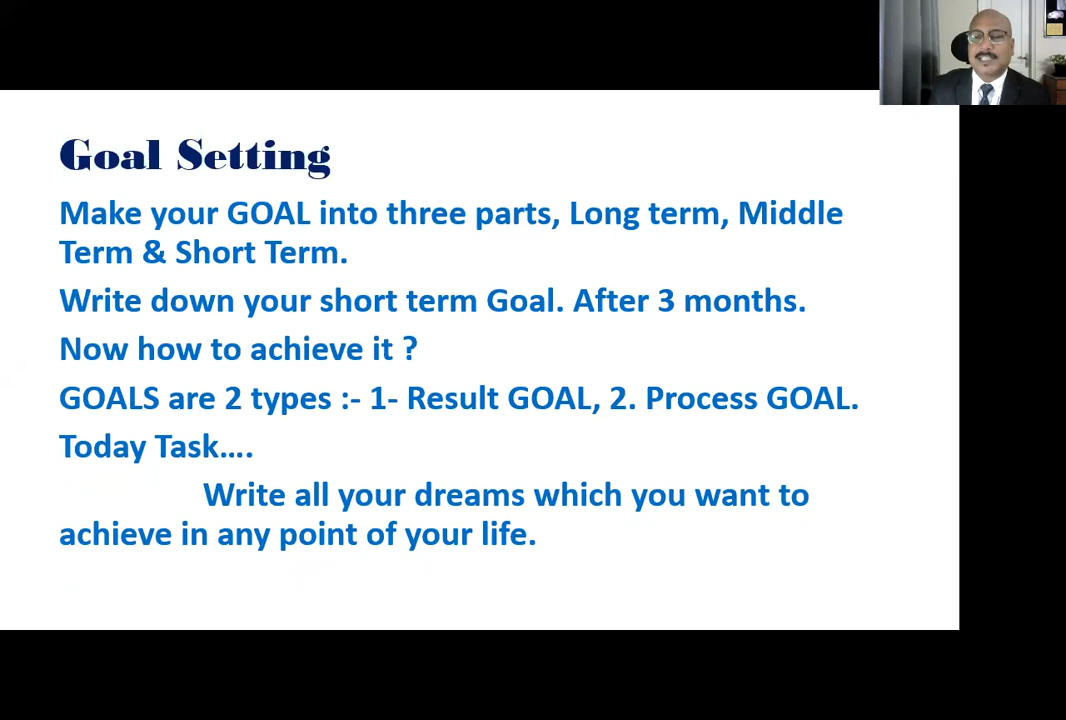 Goal Setting
Make your GOAL into three parts, Long term, Middle
Term & Short Term.
Write down your short term Goal. After 3 months.
Now how to achieve it ?
GOALS are 2 types :- 1- Result GOAL, 2. Process GOAL.
Today Task….
Write all your dreams which you want to
achieve in any point of your life.